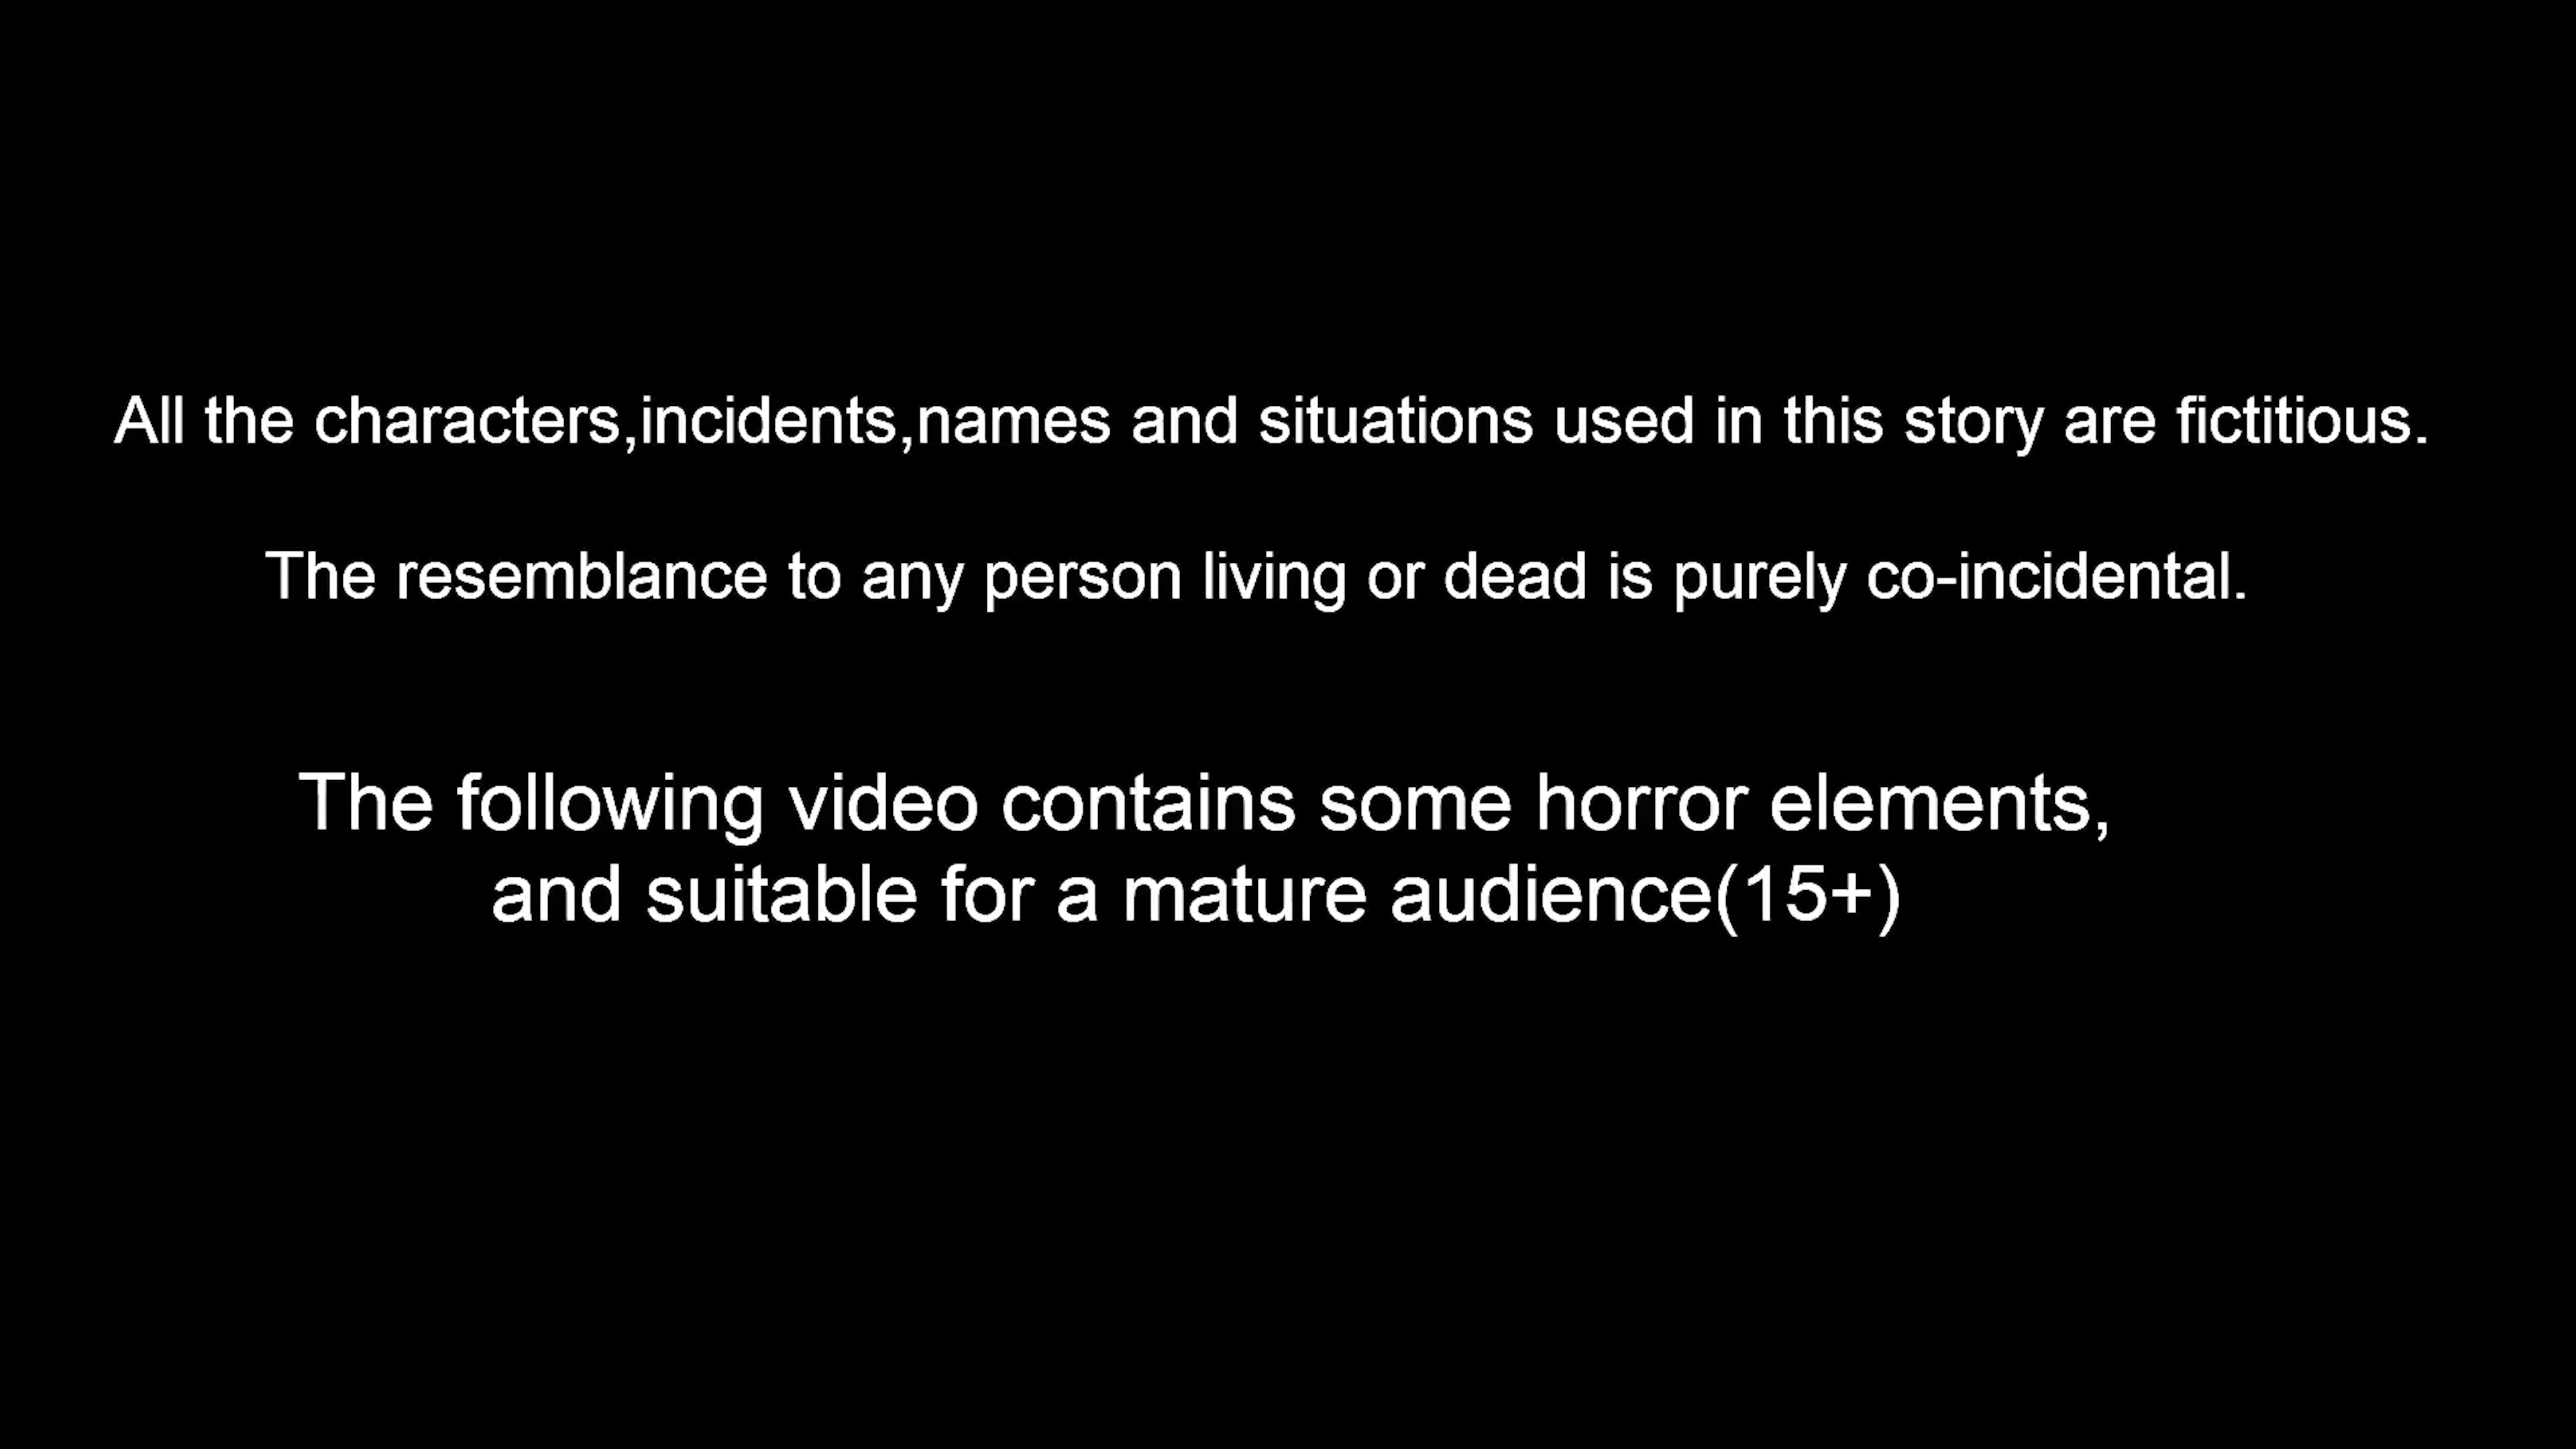 All the characters,incidents,names and situations used in this story are fictitious.
The resemblance to any person living or dead is purely co-incidental.
The following video contains some horror elements,
and suitable for a mature audience(15+)